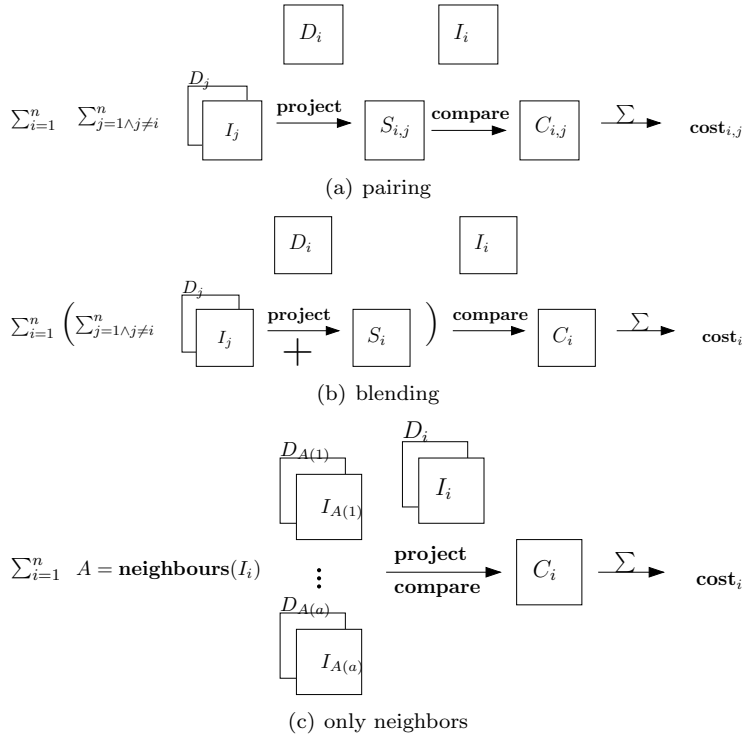 D_i I_i
∑_{i=1}^n ∑_{j=1∧j≠i}^n D_j I_j project S_{i,j} compare C_{i,j} ∑ cost_{i,j}
(a) pairing
D_i I_i
∑_{i=1}^n (∑_{j=1∧j≠i}^n D_j I_j project + S_i ) compare C_i ∑ cost_i
(b) blending
D_{A(1)} I_{A(1)} D_i I_i
∑_{i=1}^n A = neighbours(I_i) ⋮ project compare C_i ∑ cost_i
D_{A(a)} I_{A(a)}
(c) only neighbors